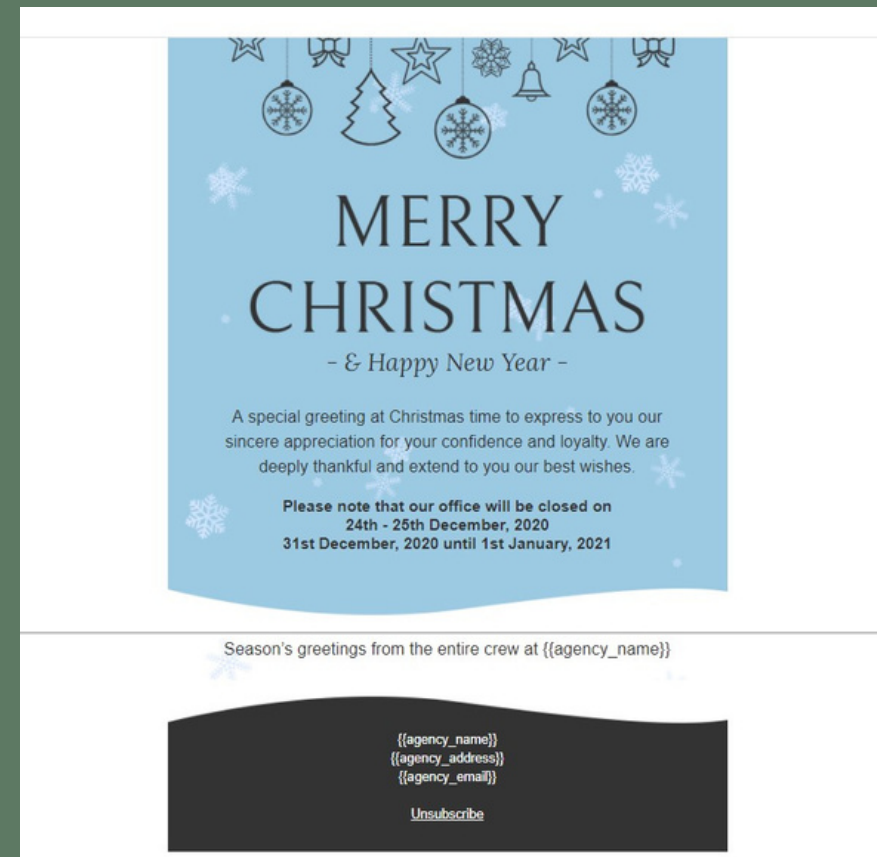 MERRY
CHRISTMAS
- & Happy New Year -
A special greeting at Christmas time to express to you our
sincere appreciation for your confidence and loyalty. We are
deeply thankful and extend to you our best wishes.
Please note that our office will be closed on
24th - 25th December, 2020
31st December, 2020 until 1st January, 2021
Season's greetings from the entire crew at {{agency_name}}
{{agency_name}}
{{agency_address}}
{{agency_email}}
Unsubscribe